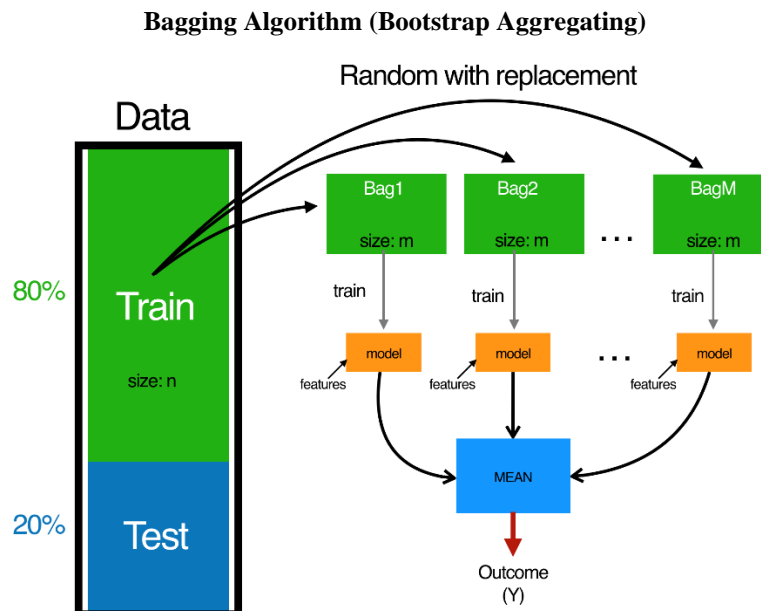 Bagging Algorithm (Bootstrap Aggregating)
Random with replacement
Data
Bag1
Bag2
BagM
size: m
size: m
. . .
size: m
80%
Train
size: n
train
train
train
model
model
. . .
model
features
features
features
MEAN
20%
Test
Outcome
(Y)